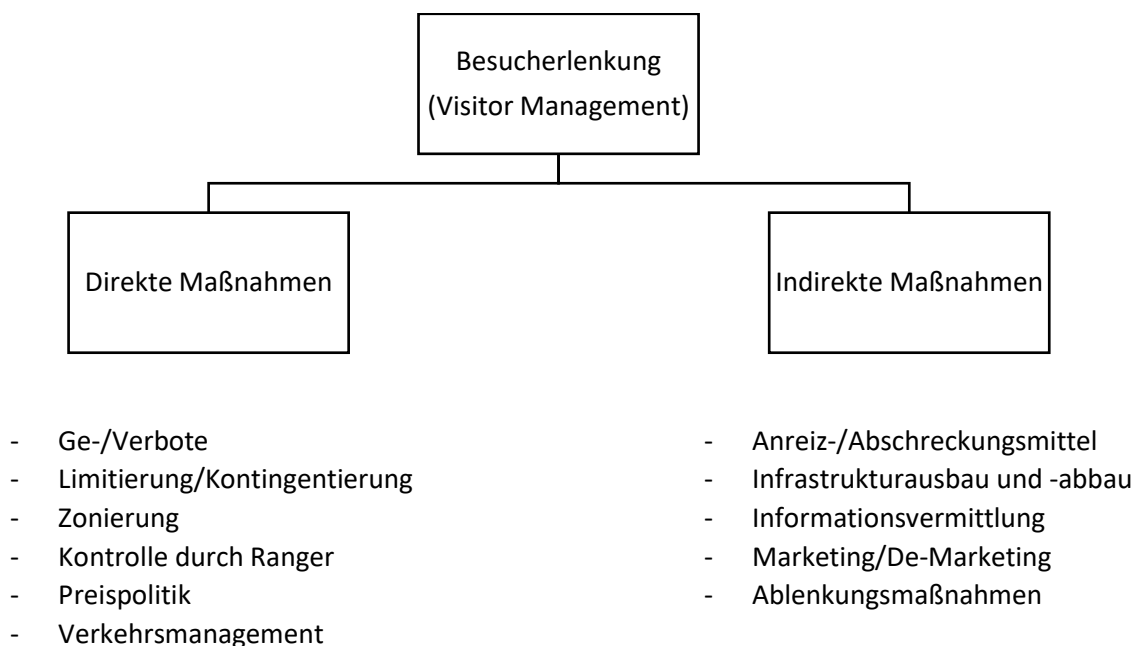 Besucherlenkung
(Visitor Management)
Direkte Maßnahmen
Indirekte Maßnahmen
- Ge-/Verbote
- Limitierung/Kontingentierung
- Zonierung
- Kontrolle durch Ranger
- Preispolitik
- Verkehrsmanagement
- Anreiz-/Abschreckungsmittel
- Infrastrukturausbau und -abbau
- Informationsvermittlung
- Marketing/De-Marketing
- Ablenkungsmaßnahmen